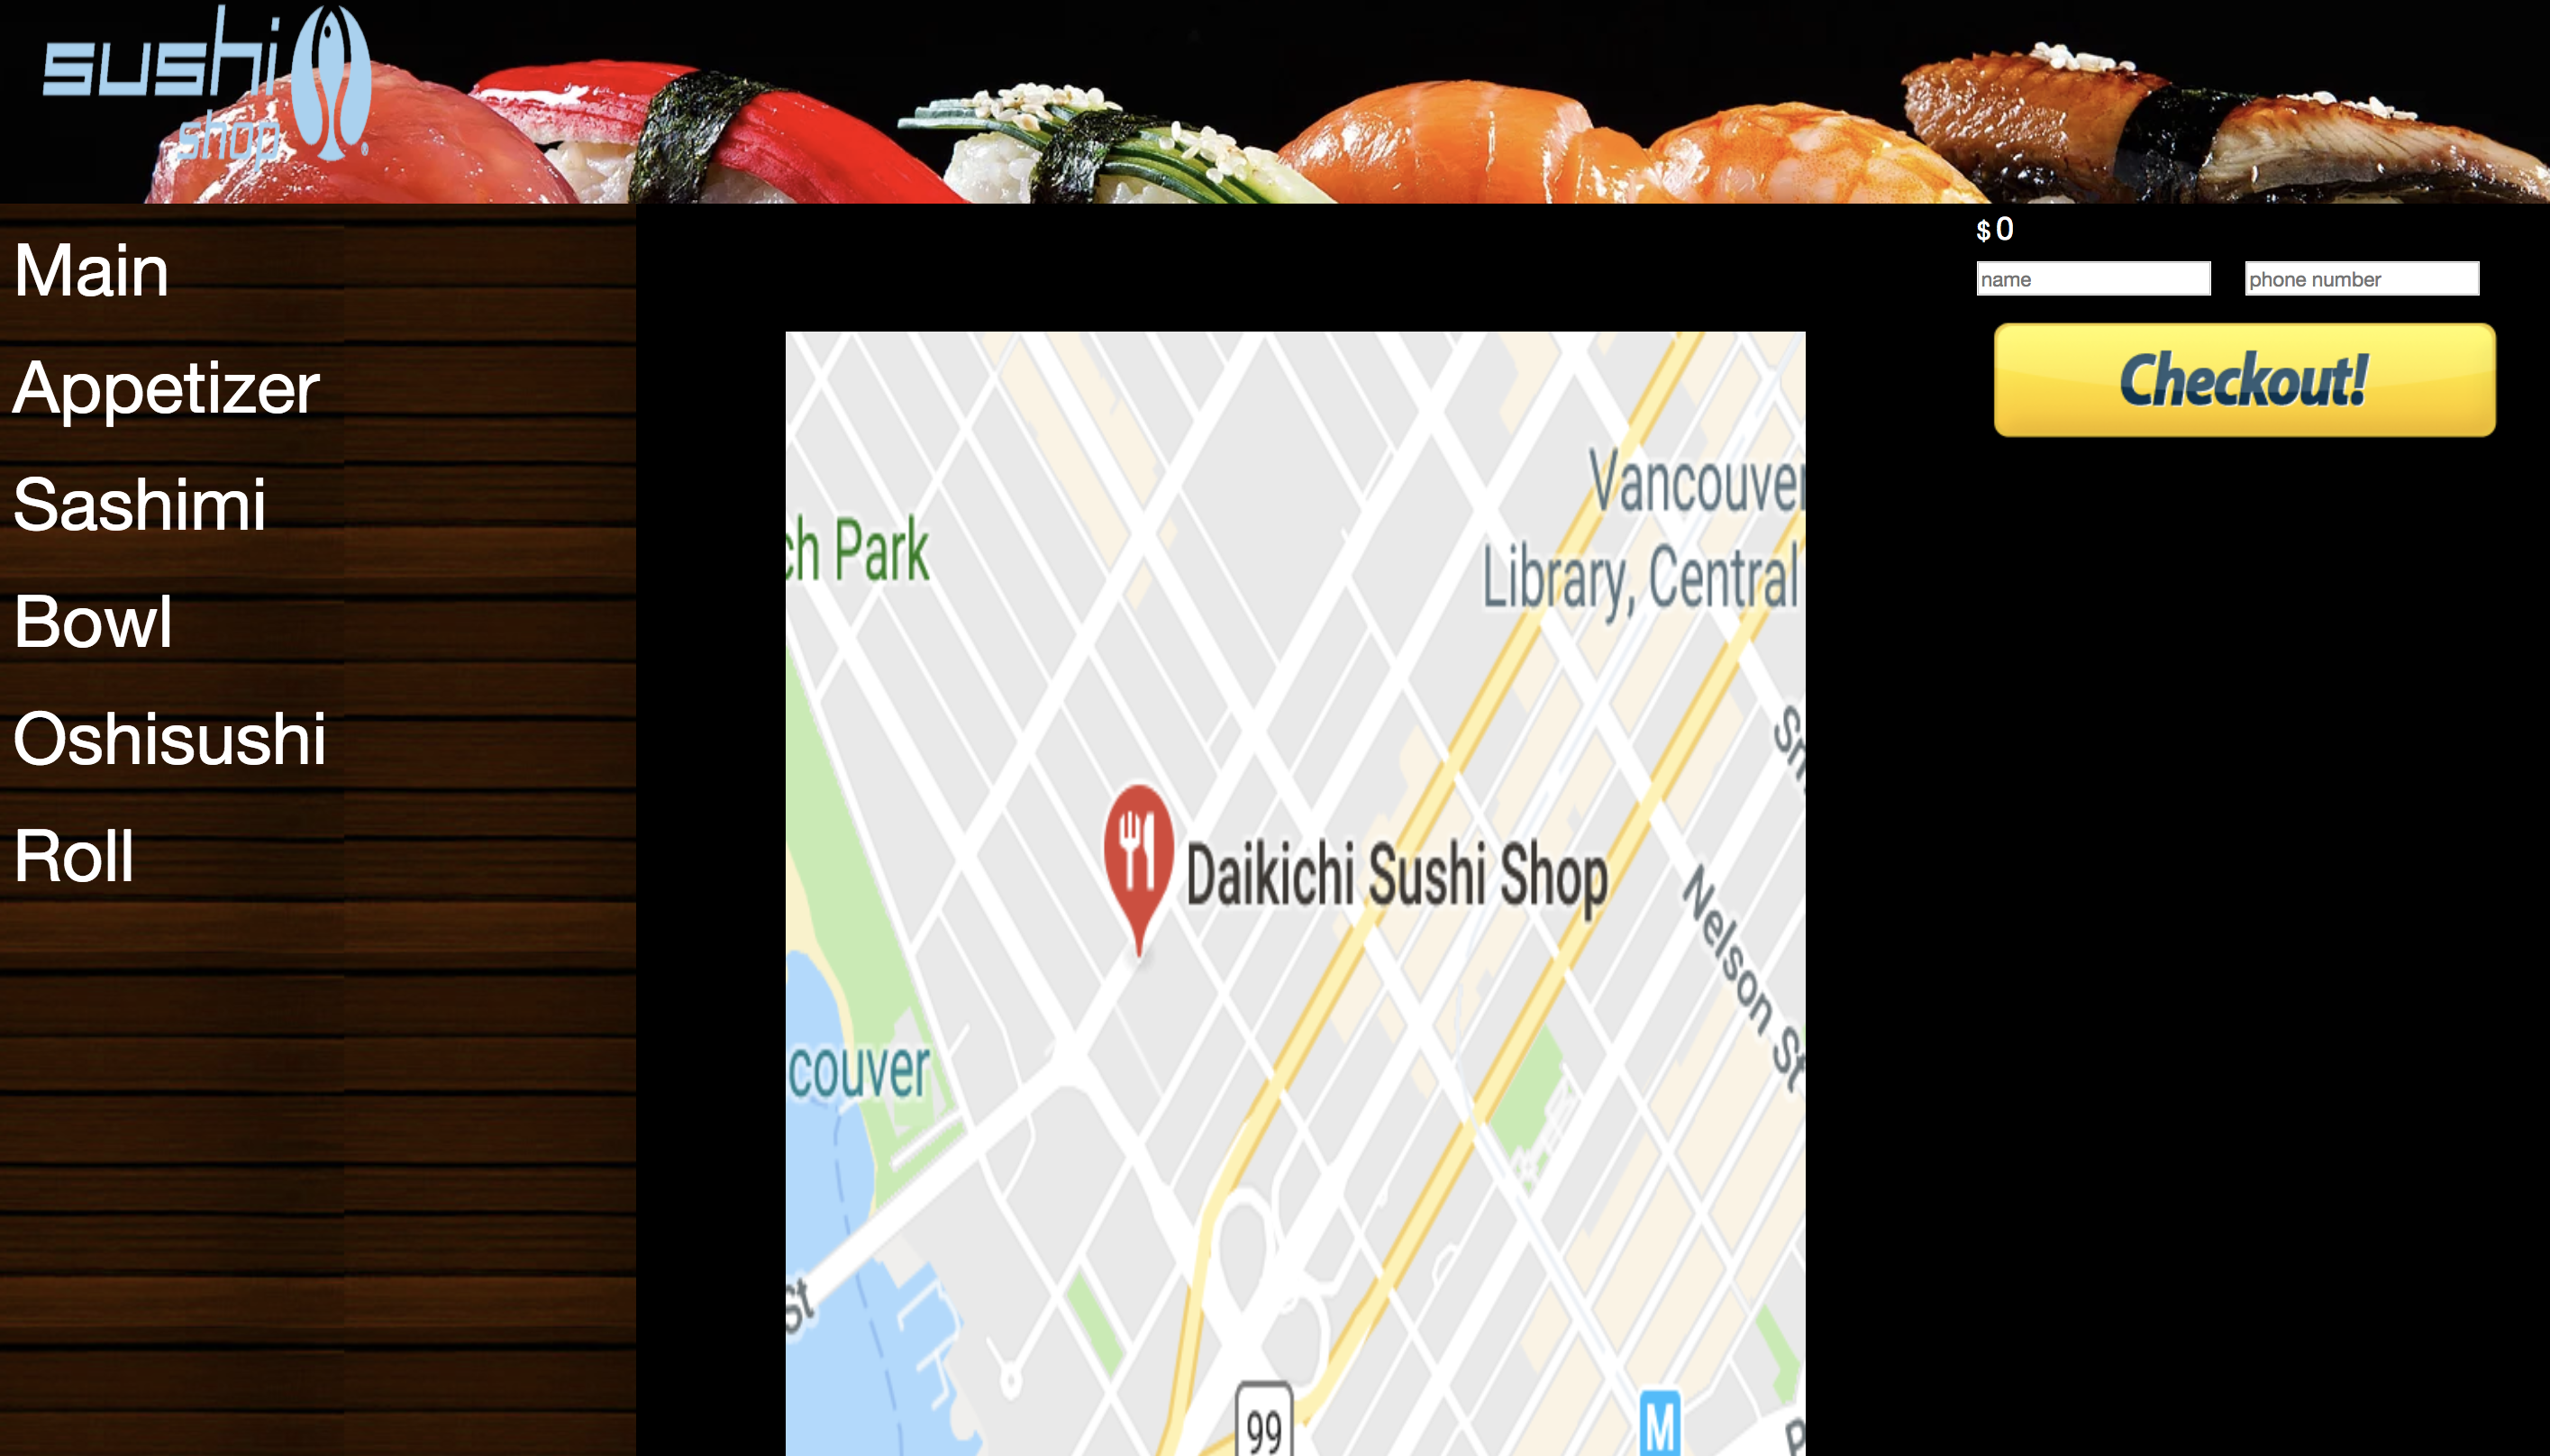 sushi
shop
Main
Appetizer
Sashimi
Bowl
Oshisushi
Roll
Vancouver
Library, Central
ch Park
Daikichi Sushi Shop
Nelson St
couver
St
99
M
$ 0
name
phone number
Checkout!